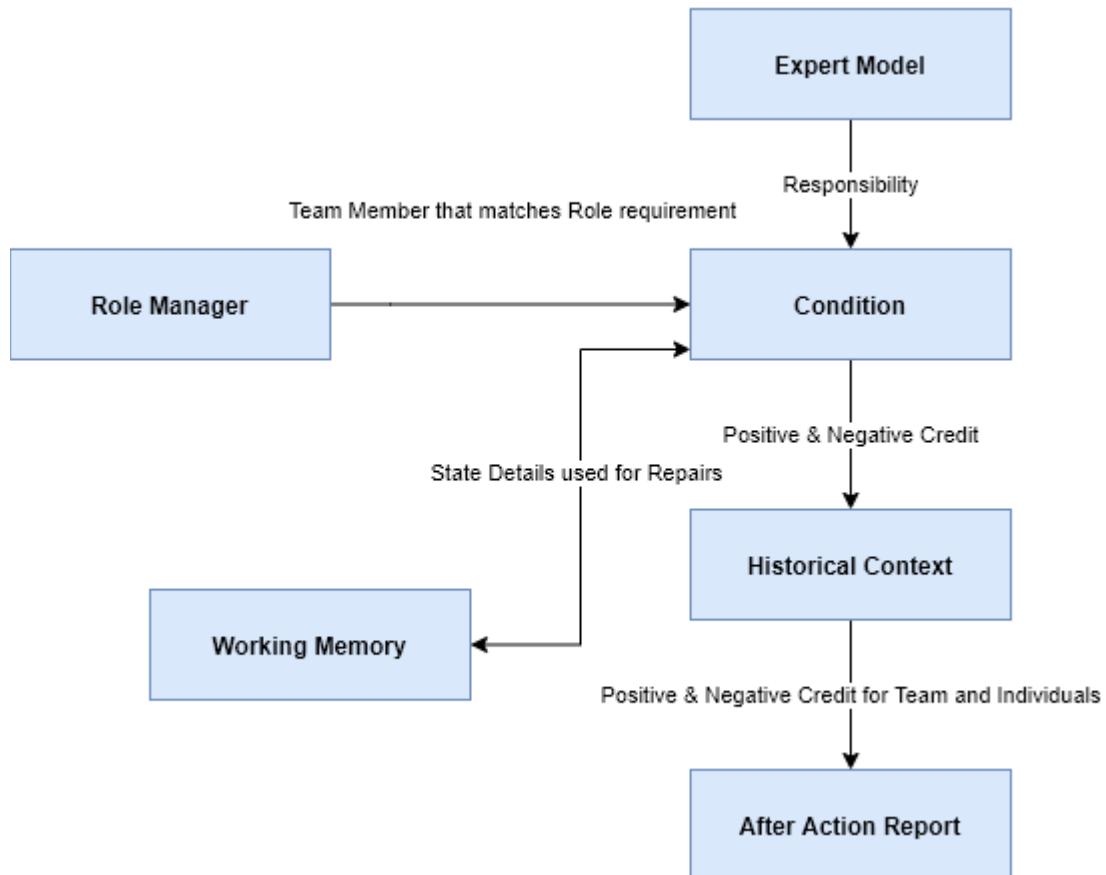 Expert Model
Responsibility
Team Member that matches Role requirement
Role Manager
Condition
Positive & Negative Credit
State Details used for Repairs
Historical Context
Working Memory
Positive & Negative Credit for Team and Individuals
After Action Report